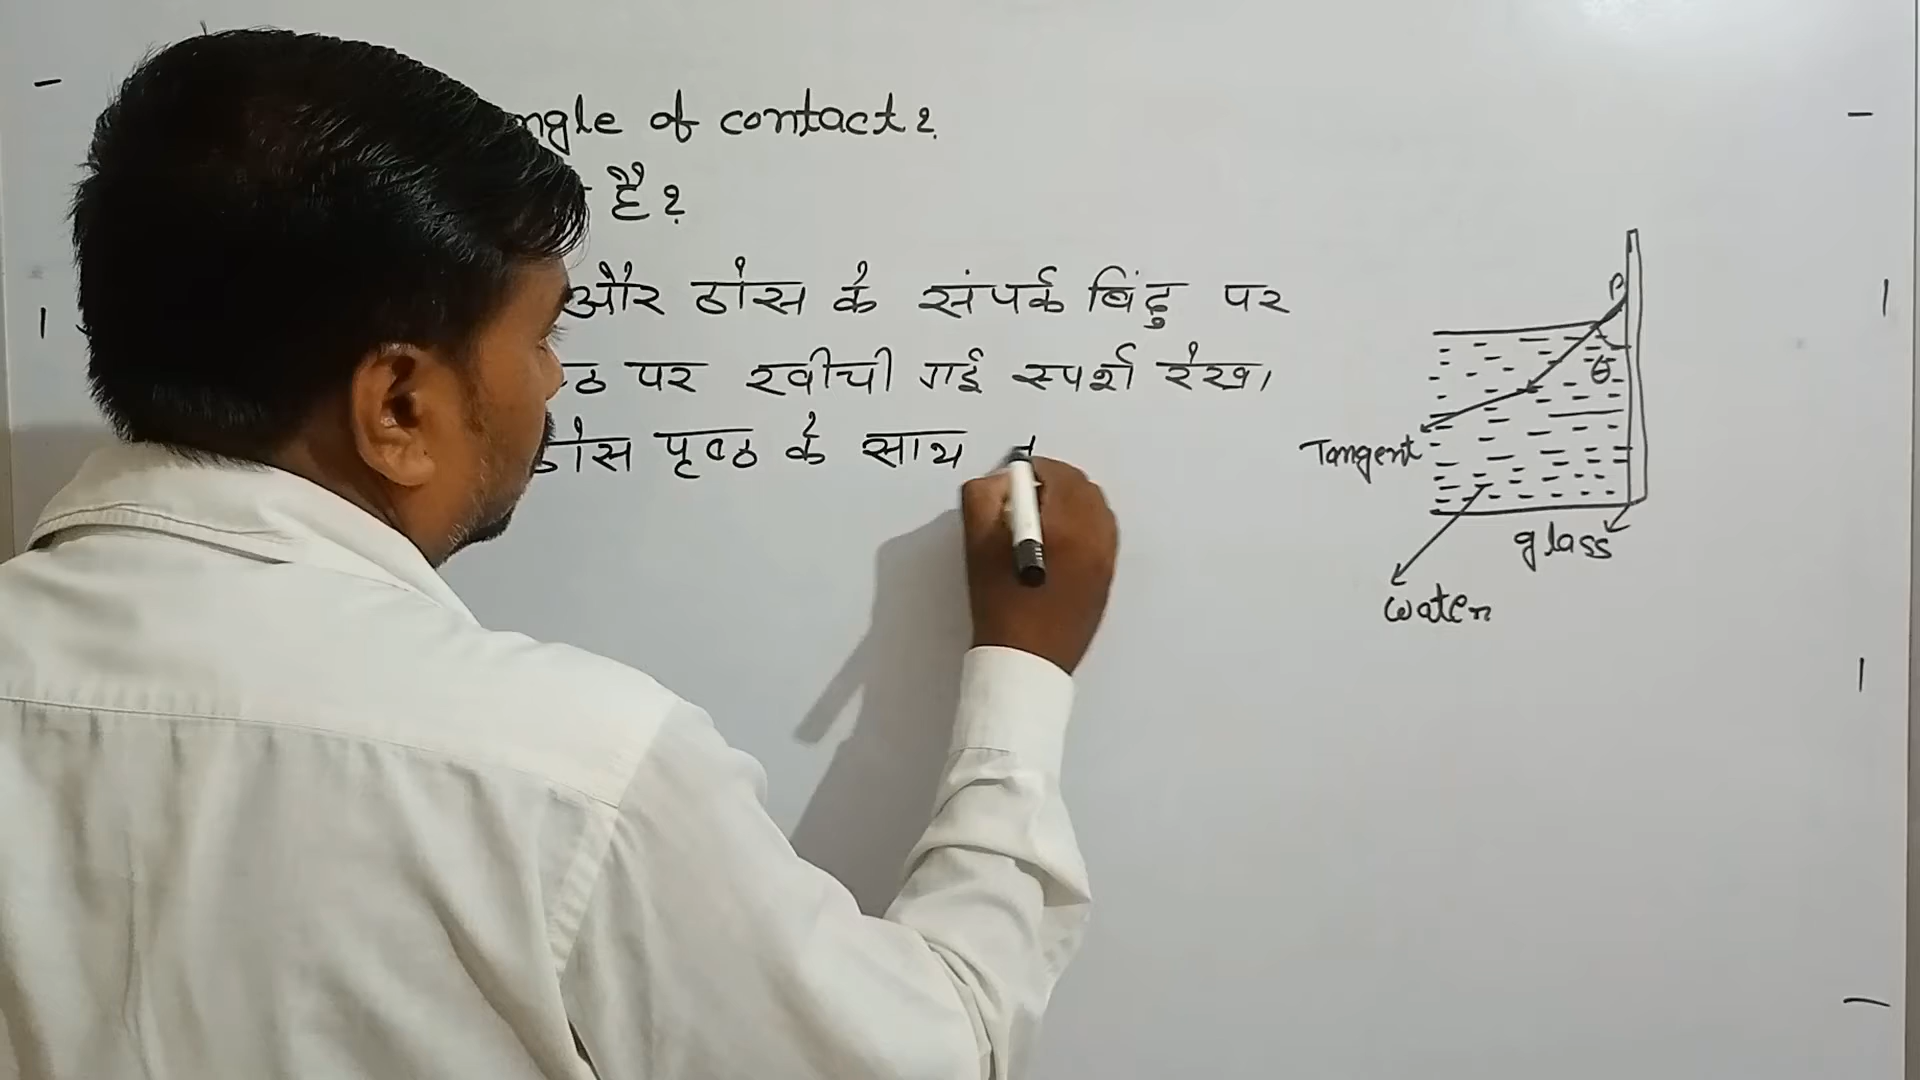 ngle of contact?
है?
और ठोस के संपर्क बिंदु पर
ठ पर खींची गई स्पर्श रेखा
ठोस पृष्ठ के साथ
P
θ
Tangent
glass
water